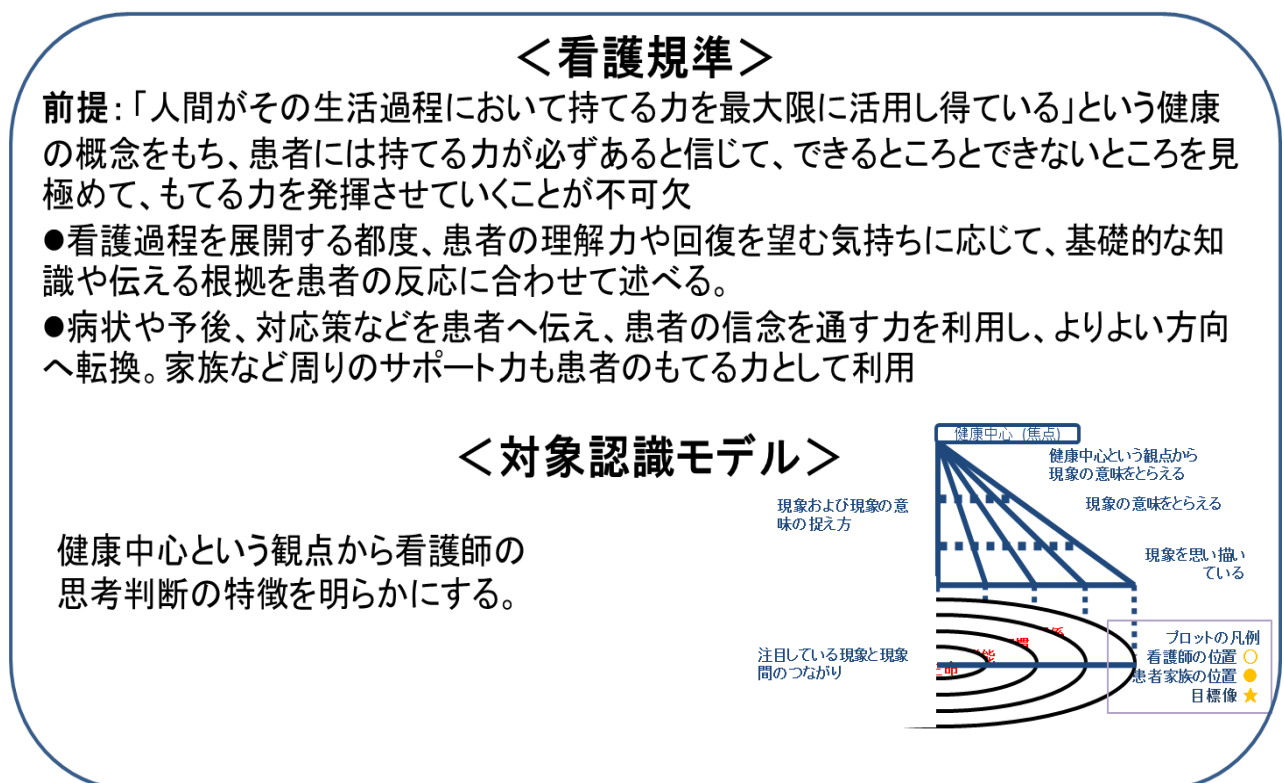 ＜看護規準＞
前提：「人間がその生活過程において持てる力を最大限に活用し得ている」という健康
の概念をもち、患者には持てる力が必ずあると信じて、できるところとできないところを見
極めて、もてる力を発揮させていくことが不可欠
●看護過程を展開する都度、患者の理解力や回復を望む気持ちに応じて、基礎的な知
識や伝える根拠を患者の反応に合わせて述べる。
●病状や予後、対応策などを患者へ伝え、患者の信念を通す力を利用し、よりよい方向
へ転換。家族など周りのサポート力も患者のもてる力として利用
＜対象認識モデル＞
健康中心という観点から看護師の
思考判断の特徴を明らかにする。
健康中心（焦点）
健康中心という観点から
現象の意味をとらえる
現象の意味をとらえる
現象を思い描い
ている
現象および現象の意
味の捉え方
注目している現象と現象
間のつながり
プロットの凡例
看護師の位置 ○
患者家族の位置 ●
目標像 ★